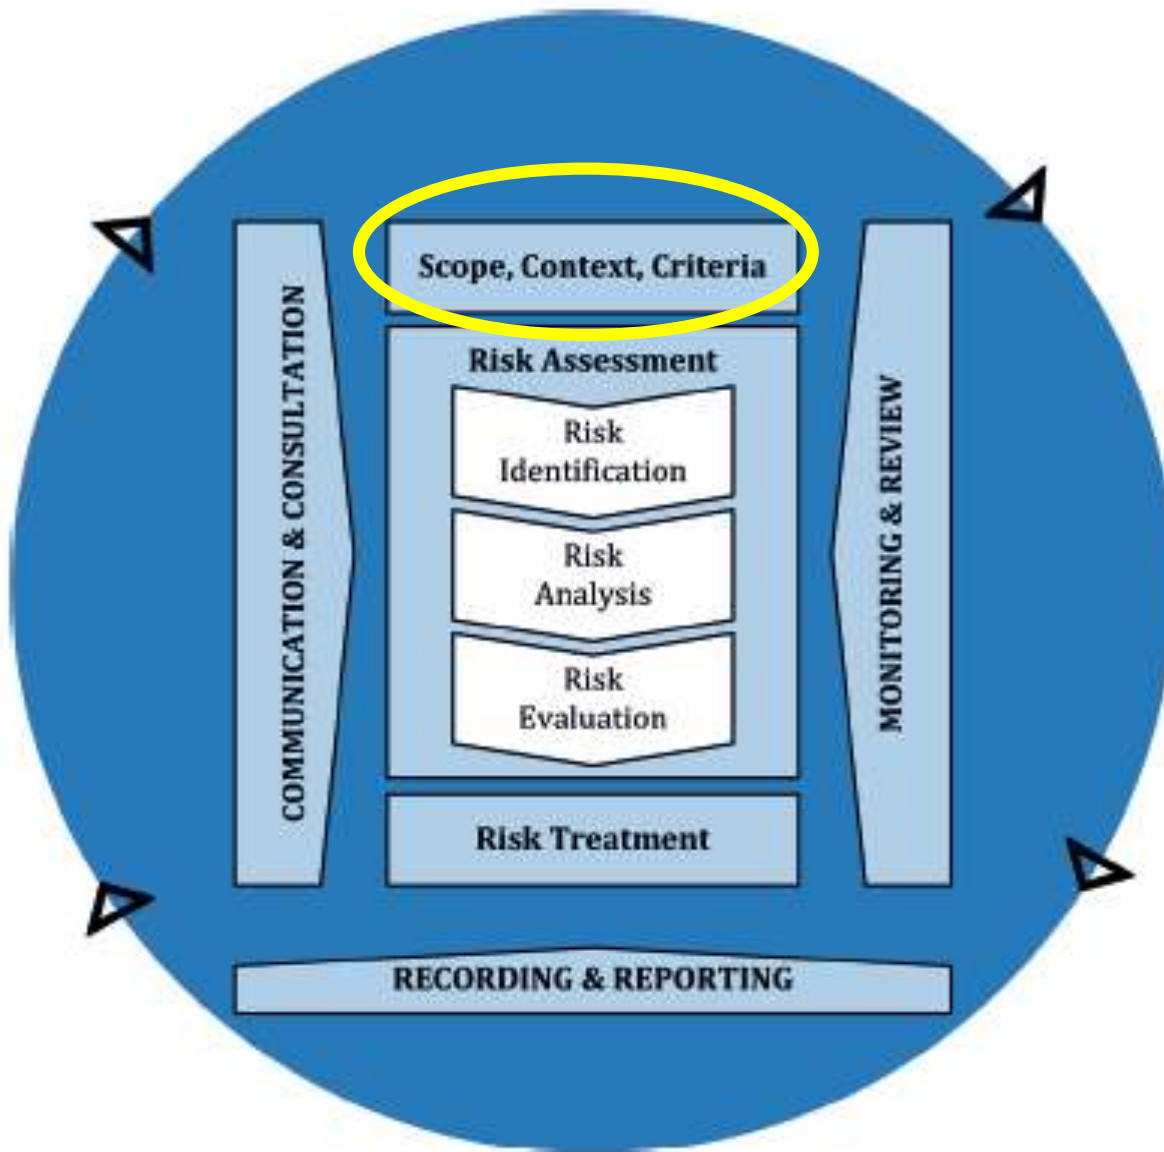 Scope, Context, Criteria
Risk Assessment
Risk
Identification
Risk
Analysis
Risk
Evaluation
Risk Treatment
COMMUNICATION & CONSULTATION
MONITORING & REVIEW
RECORDING & REPORTING